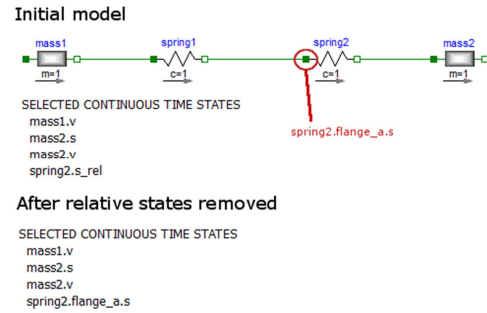 Initial model
mass1 spring1 spring2 mass2
m=1 c=1 c=1 m=1
spring2.flange_a.s
SELECTED CONTINUOUS TIME STATES
mass1.v
mass2.s
mass2.v
spring2.s_rel
After relative states removed
SELECTED CONTINUOUS TIME STATES
mass1.v
mass2.s
mass2.v
spring2.flange_a.s